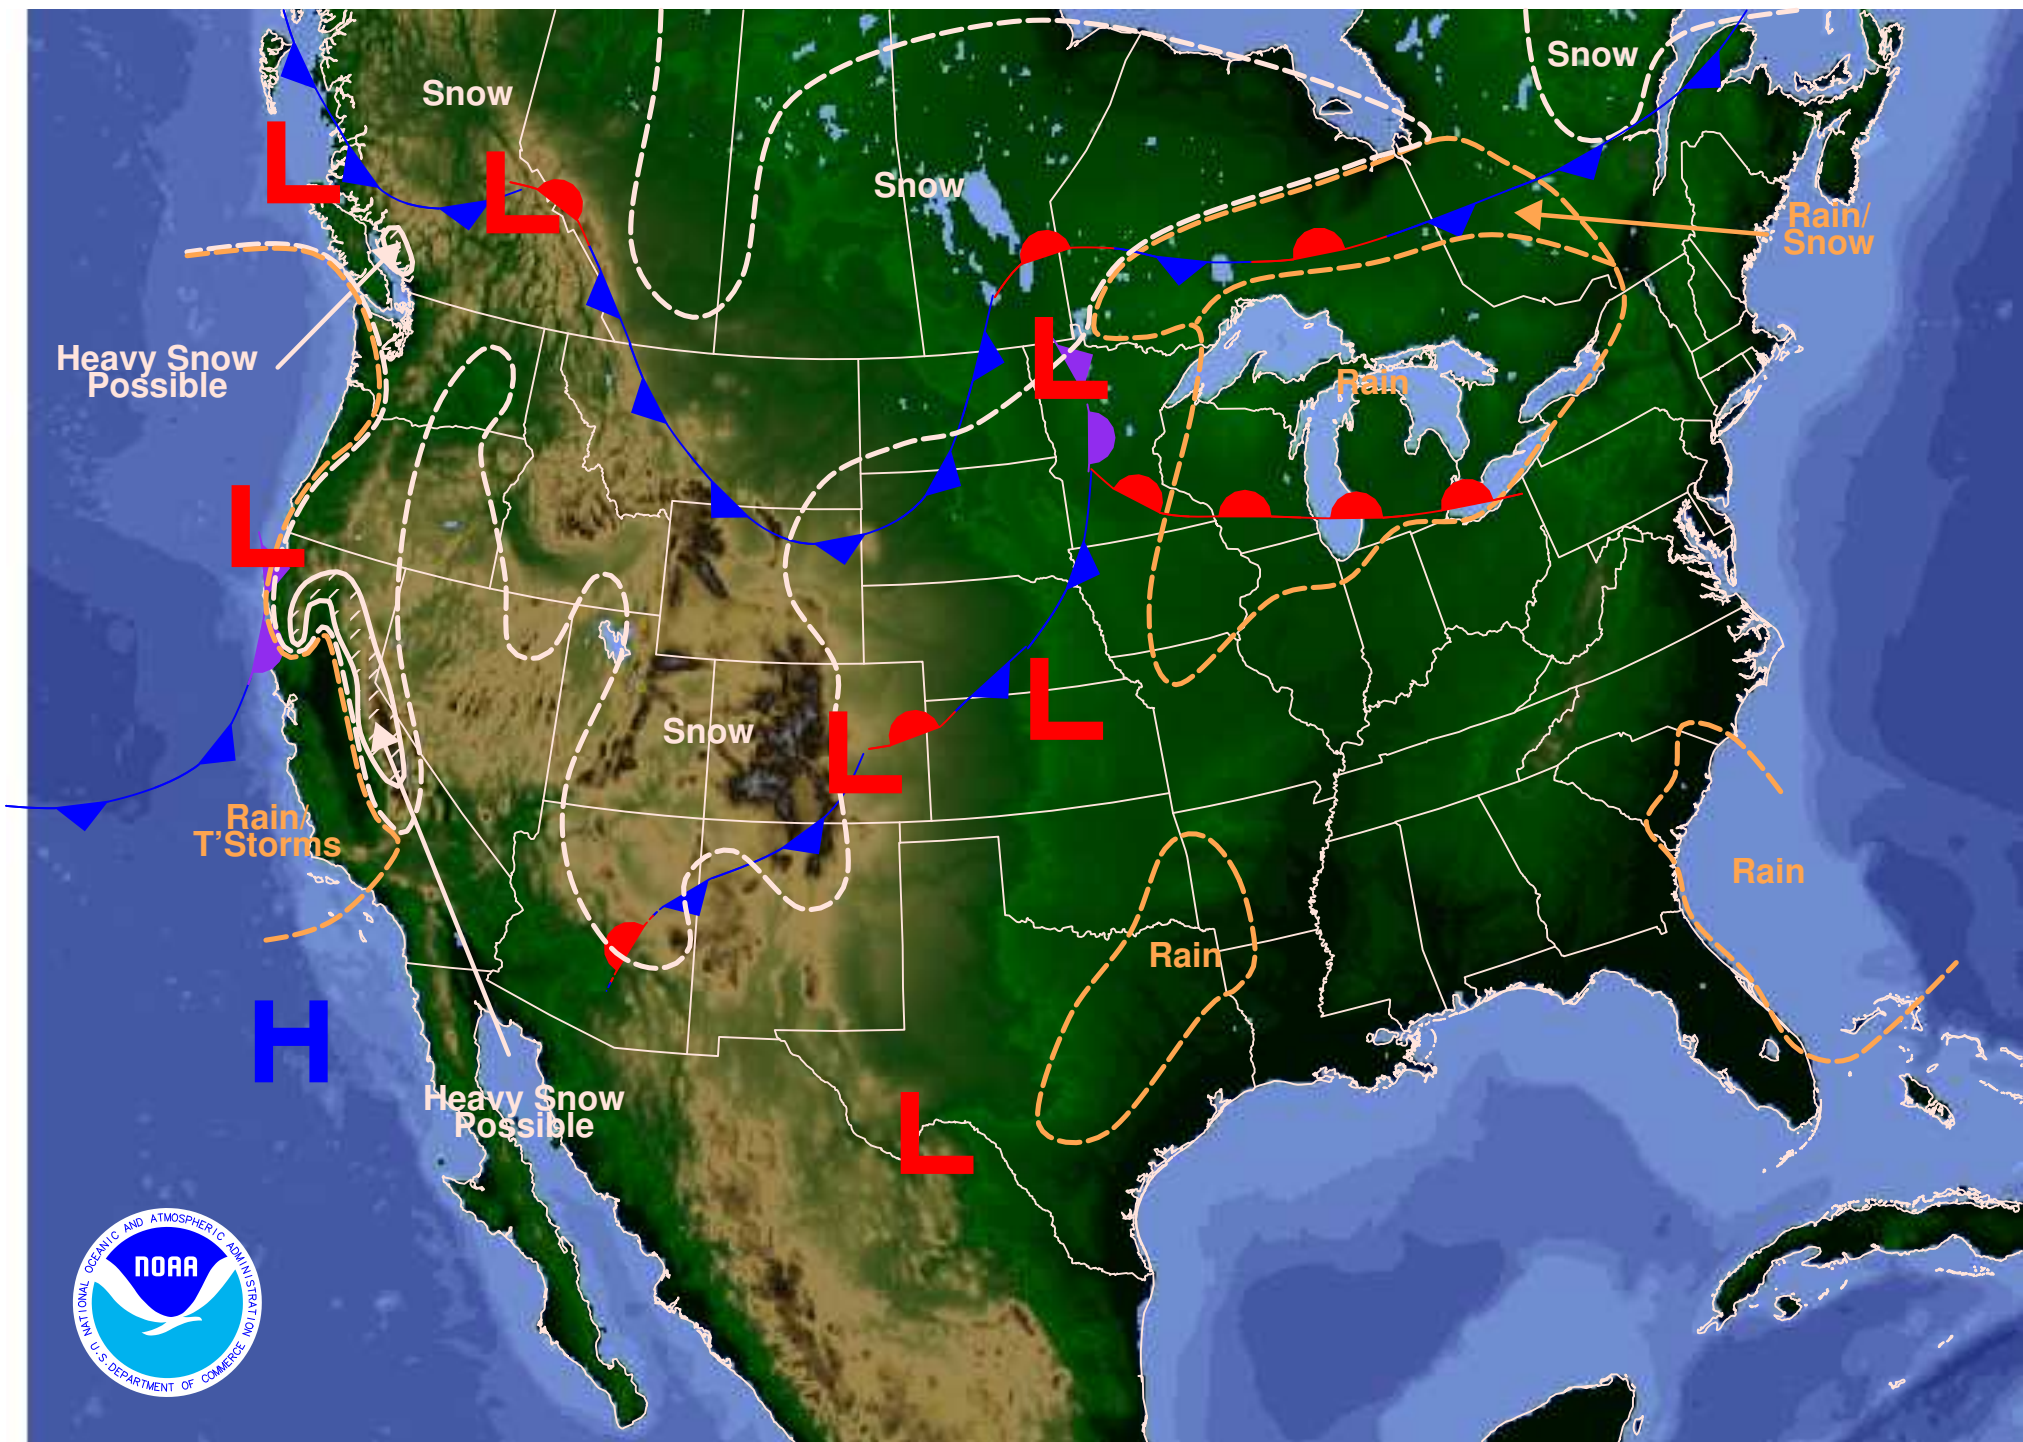 Snow
Snow
Snow
Rain/
Snow
L
L
Heavy Snow
Possible
L
Rain
L
L
Snow
L
Rain/
T'Storms
Rain
Rain
H
Heavy Snow
Possible
L
NATIONAL OCEANIC AND ATMOSPHERIC ADMINISTRATION
NOAA
U.S. DEPARTMENT OF COMMERCE